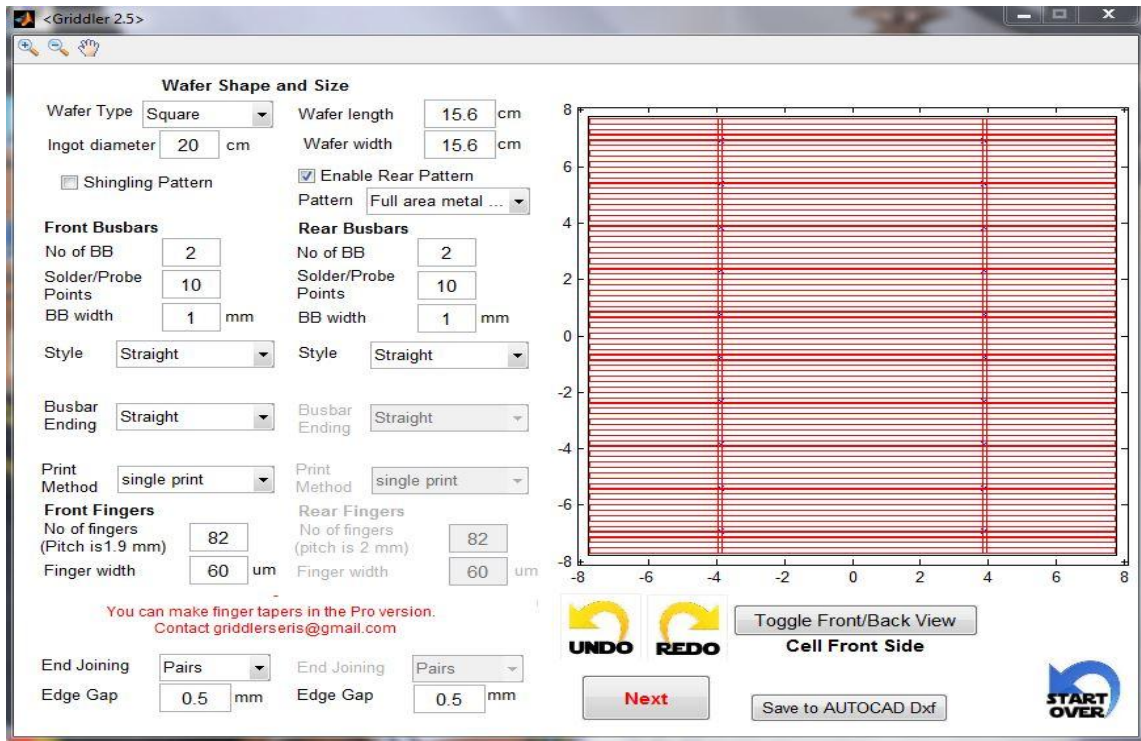 <Griddler 2.5>
Wafer Shape and Size
Wafer Type Square Wafer length 15.6 cm
Ingot diameter 20 cm Wafer width 15.6 cm
Shingling Pattern Enable Rear Pattern
Pattern Full area metal ...
Front Busbars Rear Busbars
No of BB 2 No of BB 2
Solder/Probe Points 10 Solder/Probe Points 10
BB width 1 mm BB width 1 mm
Style Straight Style Straight
Busbar Ending Straight Busbar Ending Straight
Print Method single print Print Method single print
Front Fingers Rear Fingers
No of fingers (Pitch is1.9 mm) 82 No of fingers (pitch is 2 mm) 82
Finger width 60 um Finger width 60 um
You can make finger tapers in the Pro version.
Contact griddlerseris@gmail.com
End Joining Pairs End Joining Pairs
Edge Gap 0.5 mm Edge Gap 0.5 mm
8
6
4
2
0
-2
-4
-6
-8
-8 -6 -4 -2 0 2 4 6 8
UNDO REDO Toggle Front/Back View
Cell Front Side
Next Save to AUTOCAD Dxf
START
OVER